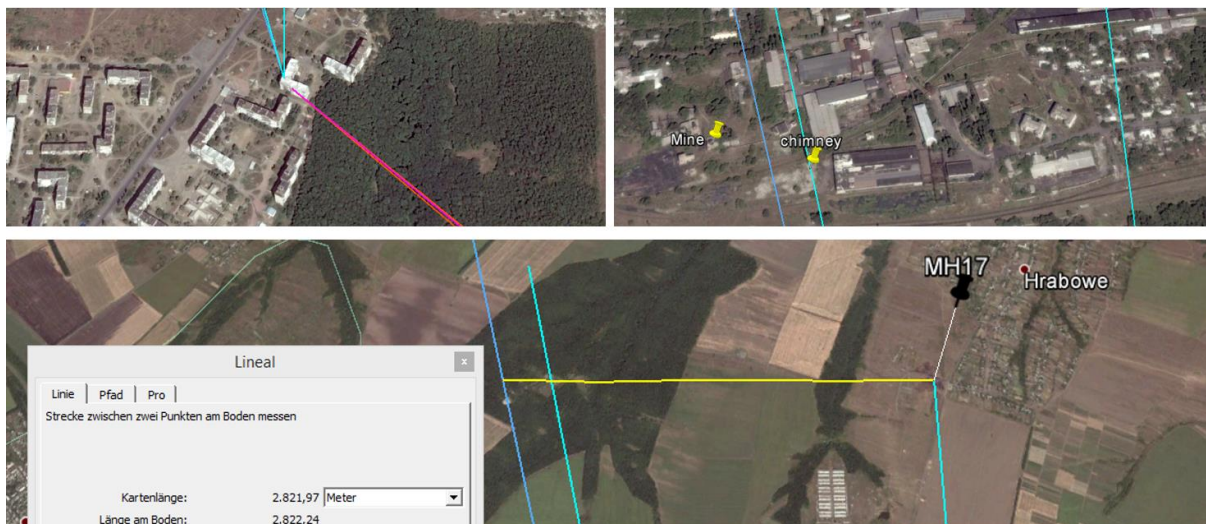 Mine
chimney
MH17
Hrabowe
Lineal
x
Linie Pfad Pro
Strecke zwischen zwei Punkten am Boden messen
Kartenlänge: 2.821,97 Meter
Länge am Boden: 2.822,24